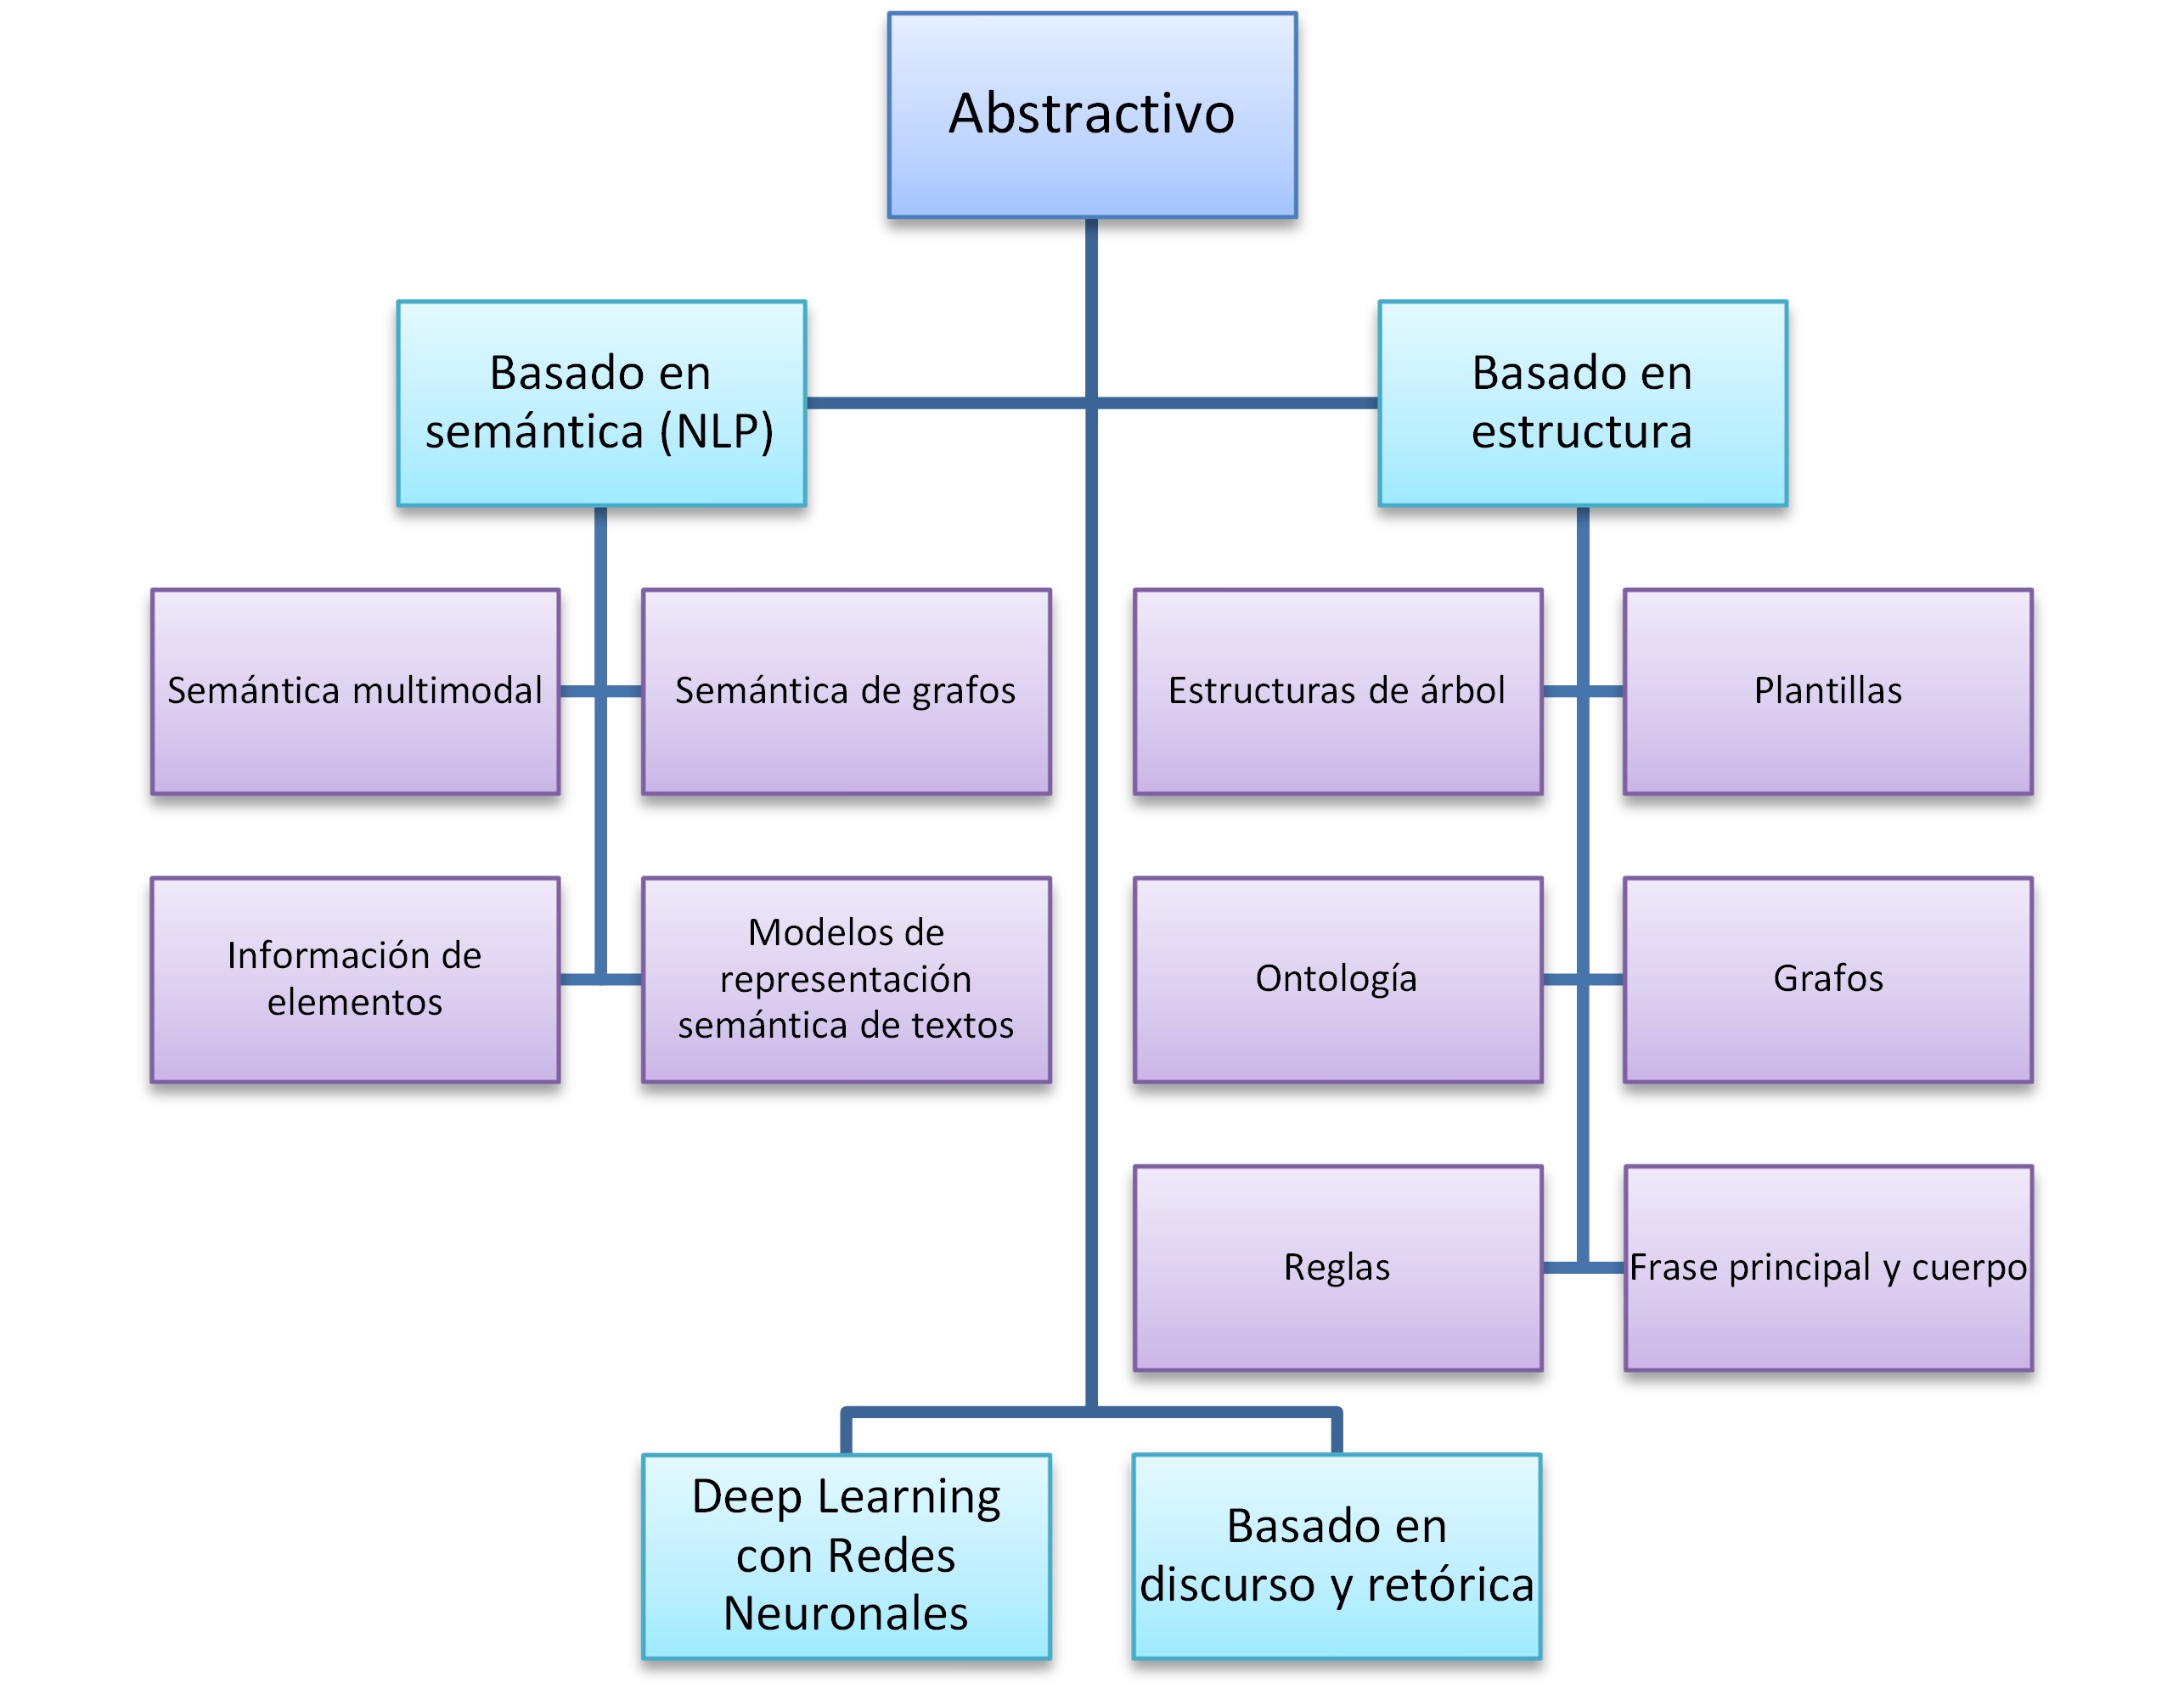 Abstractivo
Basado en
semántica (NLP)
Basado en
estructura
Semántica multimodal
Semántica de grafos
Estructuras de árbol
Plantillas
Información de
elementos
Modelos de
representación
semántica de textos
Ontología
Grafos
Reglas
Frase principal y cuerpo
Deep Learning
con Redes
Neuronales
Basado en
discurso y retórica